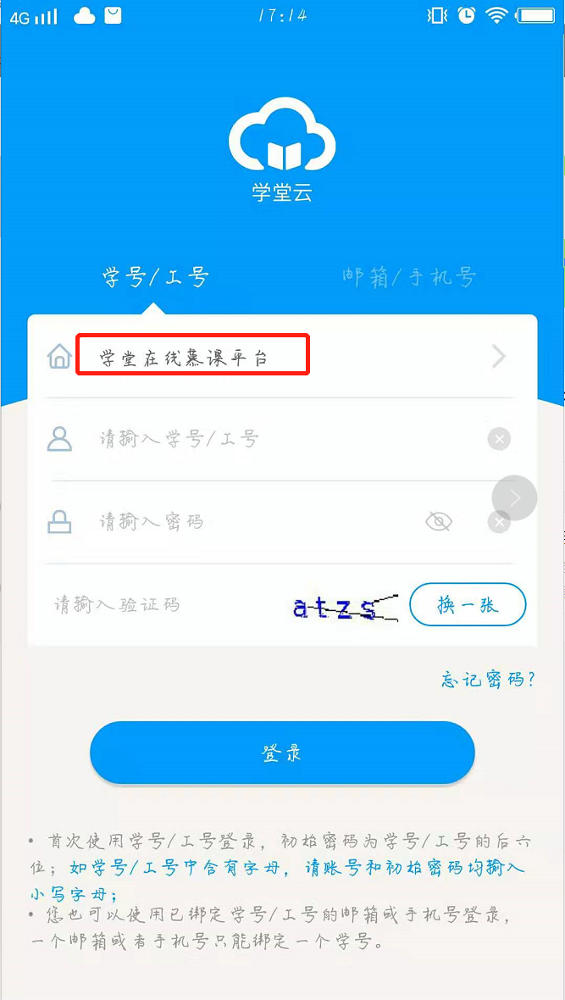 4G 17:14
学堂云
学号/工号 邮箱/手机号
学堂在线慕课平台
请输入学号/工号
请输入密码
请输入验证码 atzs 换一张
忘记密码?
登录
• 首次使用学号/工号登录，初始密码为学号/工号的后六
位；如学号/工号中含有字母，请账号和初始密码均输入
小写字母；
• 您也可以使用已绑定学号/工号的邮箱或手机号登录，
一个邮箱或者手机号只能绑定一个学号。